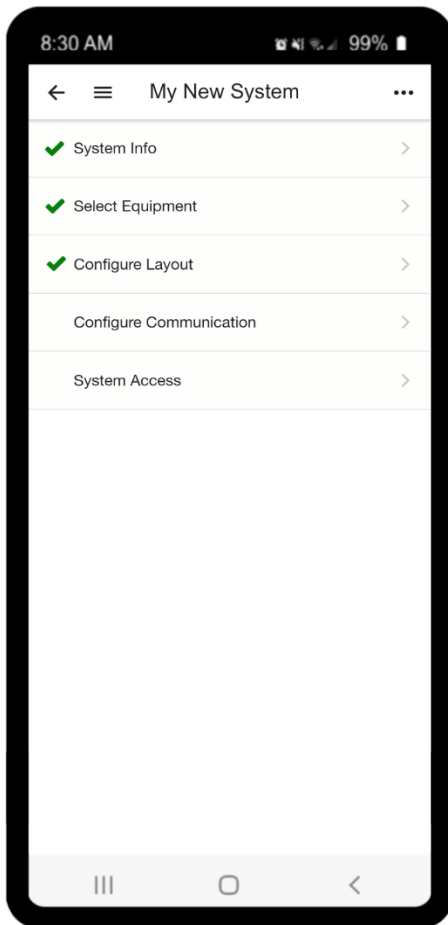 8:30 AM 99%
My New System
System Info
Select Equipment
Configure Layout
Configure Communication
System Access